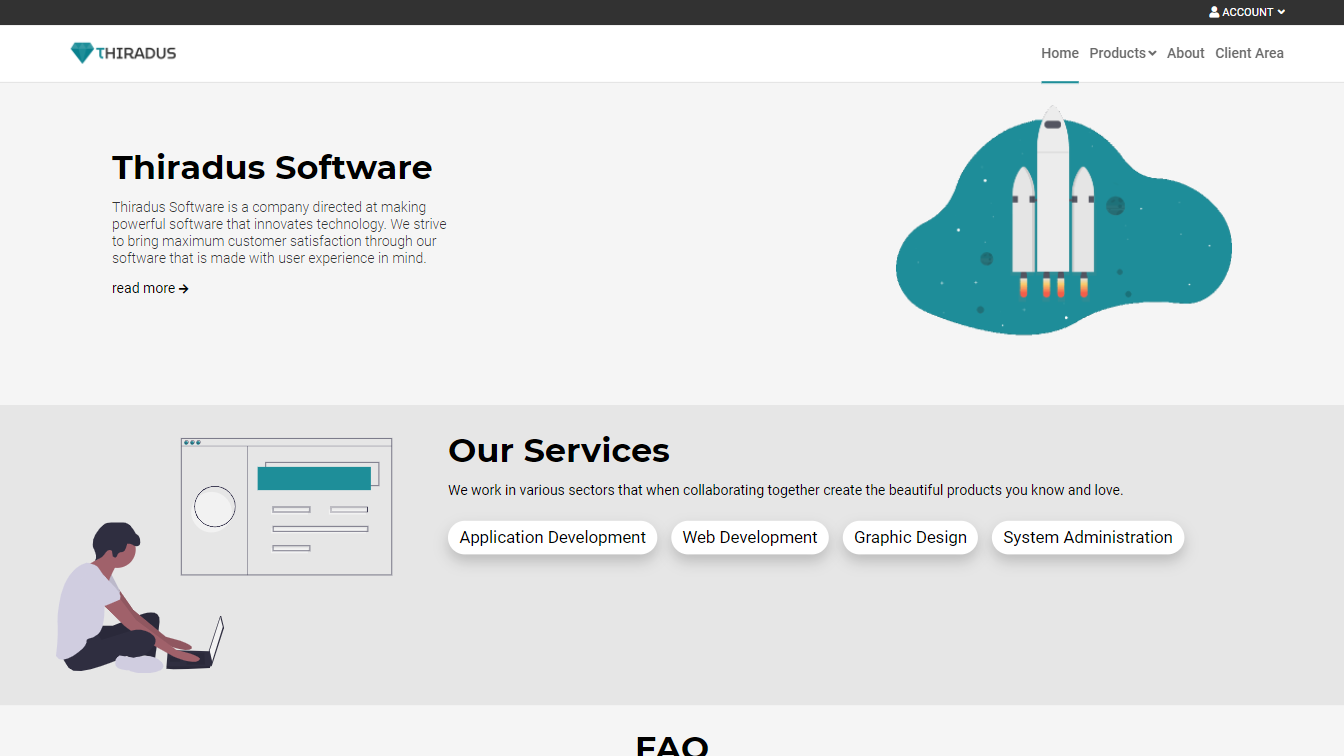 ACCOUNT
THIRADUS
Home Products About Client Area
Thiradus Software
Thiradus Software is a company directed at making
powerful software that innovates technology. We strive
to bring maximum customer satisfaction through our
software that is made with user experience in mind.
read more
Our Services
We work in various sectors that when collaborating together create the beautiful products you know and love.
Application Development Web Development Graphic Design System Administration
FAQ